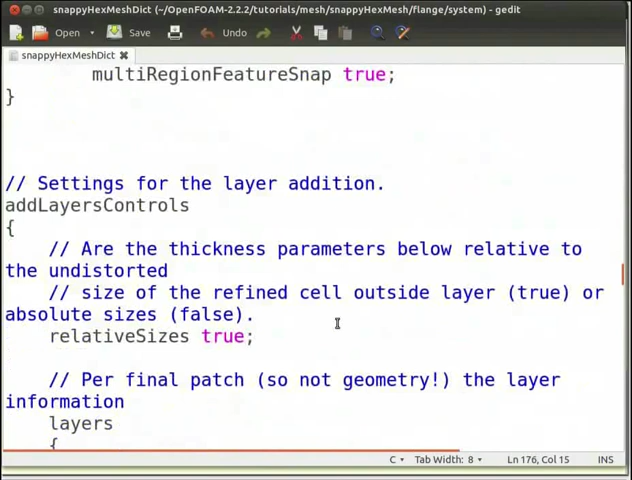 snappyHexMeshDict (~/OpenFOAM-2.2.2/tutorials/mesh/snappyHexMesh/flange/system) - gedit
Open Save Undo
snappyHexMeshDict
multiRegionFeatureSnap true;
}
// Settings for the layer addition.
addLayersControls
{
// Are the thickness parameters below relative to
the undistorted
// size of the refined cell outside layer (true) or
absolute sizes (false).
relativeSizes true;
// Per final patch (so not geometry!) the layer
information
layers
{
C Tab Width: 8 Ln 176, Col 15 INS